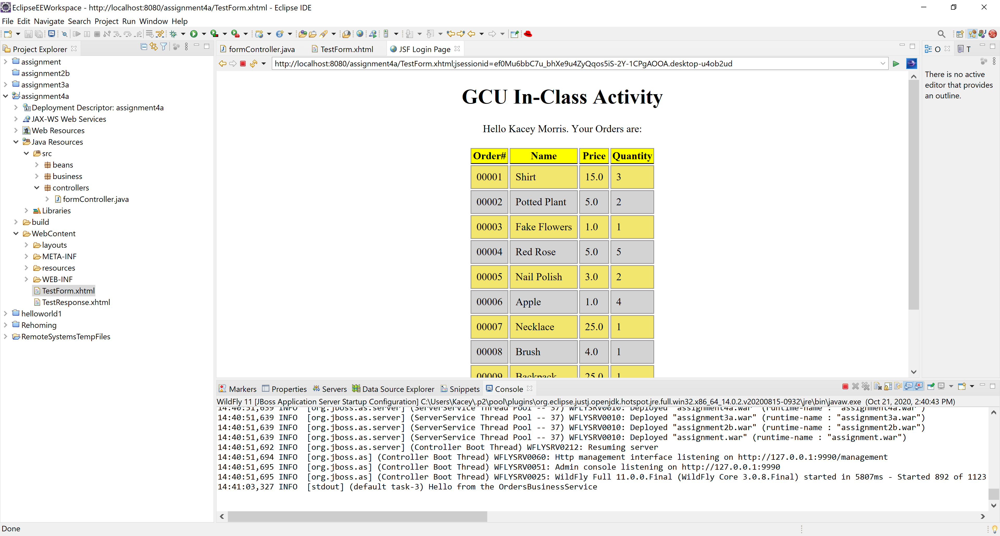 EclipseEEWorkspace - http://localhost:8080/assignment4a/TestForm.xhtml - Eclipse IDE
File Edit Navigate Search Project Run Window Help
Project Explorer
assignment
assignment2b
assignment3a
assignment4a
Deployment Descriptor: assignment4a
JAX-WS Web Services
Web Resources
Java Resources
src
beans
business
controllers
formController.java
Libraries
build
WebContent
layouts
META-INF
resources
WEB-INF
TestForm.xhtml
TestResponse.xhtml
helloworld1
Rehoming
RemoteSystemsTempFiles
formController.java TestForm.xhtml JSF Login Page
http://localhost:8080/assignment4a/TestForm.xhtml;jsessionid=ef0Mu6bbC7u_bhXe9u4ZyQqos5iS-2Y-1CPgAOOA.desktop-u4ob2ud
GCU In-Class Activity
Hello Kacey Morris. Your Orders are:
Order# Name Price Quantity
00001 Shirt 15.0 3
00002 Potted Plant 5.0 2
00003 Fake Flowers 1.0 1
00004 Red Rose 5.0 5
00005 Nail Polish 3.0 2
00006 Apple 1.0 4
00007 Necklace 25.0 1
00008 Brush 4.0 1
00009 Backpack 25.0 1
O T
There is no active
editor that provides
an outline.
Markers Properties Servers Data Source Explorer Snippets Console
WildFly 11 [JBoss Application Server Startup Configuration] C:\Users\Kacey\.p2\pool\plugins\org.eclipse.justj.openjdk.hotspot.jre.full.win32.x86_64_14.0.2.v20200815-0932\jre\bin\javaw.exe (Oct 21, 2020, 2:40:43 PM)
14:40:51,639 INFO [org.jboss.as.server] (ServerService Thread Pool -- 37) WFLYSRV0010: Deployed "assignment4a.war" (runtime-name : "assignment4a.war")
14:40:51,639 INFO [org.jboss.as.server] (ServerService Thread Pool -- 37) WFLYSRV0010: Deployed "assignment3a.war" (runtime-name : "assignment3a.war")
14:40:51,639 INFO [org.jboss.as.server] (ServerService Thread Pool -- 37) WFLYSRV0010: Deployed "assignment2b.war" (runtime-name : "assignment2b.war")
14:40:51,639 INFO [org.jboss.as.server] (ServerService Thread Pool -- 37) WFLYSRV0010: Deployed "assignment.war" (runtime-name : "assignment.war")
14:40:51,692 INFO [org.jboss.as.server] (Controller Boot Thread) WFLYSRV0212: Resuming server
14:40:51,694 INFO [org.jboss.as] (Controller Boot Thread) WFLYSRV0060: Http management interface listening on http://127.0.0.1:9990/management
14:40:51,695 INFO [org.jboss.as] (Controller Boot Thread) WFLYSRV0051: Admin console listening on http://127.0.0.1:9990
14:40:51,695 INFO [org.jboss.as] (Controller Boot Thread) WFLYSRV0025: WildFly Full 11.0.0.Final (WildFly Core 3.0.8.Final) started in 5807ms - Started 892 of 1123
14:41:03,327 INFO [stdout] (default task-3) Hello from the OrdersBusinessService
Done